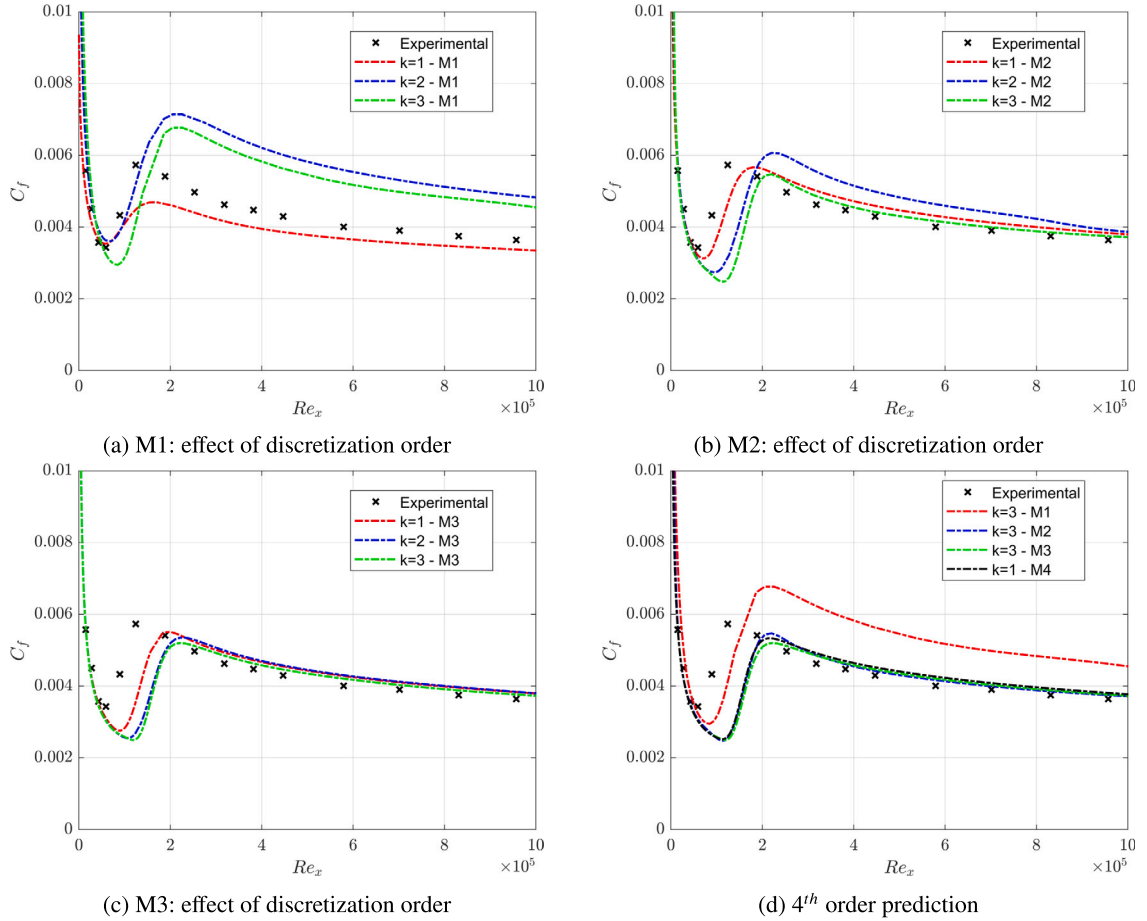 0.01
0.008
0.006
0.004
0.002
0
C_f
Experimental
k=1 - M1
k=2 - M1
k=3 - M1
0 2 4 6 8 10
Re_x
×10^5
(a) M1: effect of discretization order
0.01
0.008
0.006
0.004
0.002
0
C_f
Experimental
k=1 - M2
k=2 - M2
k=3 - M2
0 2 4 6 8 10
Re_x
×10^5
(b) M2: effect of discretization order
0.01
0.008
0.006
0.004
0.002
0
C_f
Experimental
k=1 - M3
k=2 - M3
k=3 - M3
0 2 4 6 8 10
Re_x
×10^5
(c) M3: effect of discretization order
0.01
0.008
0.006
0.004
0.002
0
C_f
Experimental
k=3 - M1
k=3 - M2
k=3 - M3
k=1 - M4
0 2 4 6 8 10
Re_x
×10^5
(d) 4^th order prediction